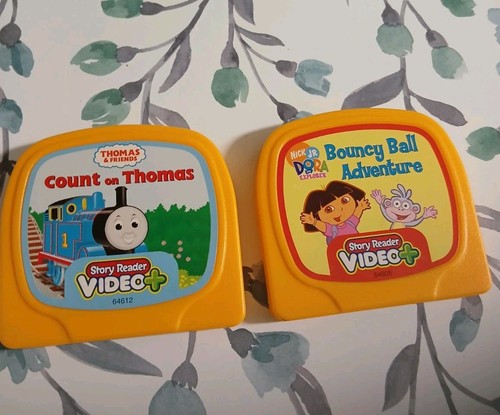 THOMAS
& FRIENDS
Count on Thomas
1
Story Reader
VIDEO+
64612
NICK JR.
DORA
the
EXPLORER
Bouncy Ball
Adventure
Story Reader
VIDEO+